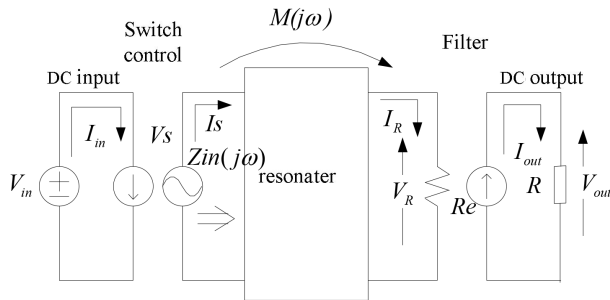 M(jω)
Switch
control
Filter
DC input
DC output
I_in
Vs
Is
I_R
I_out
Zin(jω)
V_in
resonater
V_R
Re
R
V_out